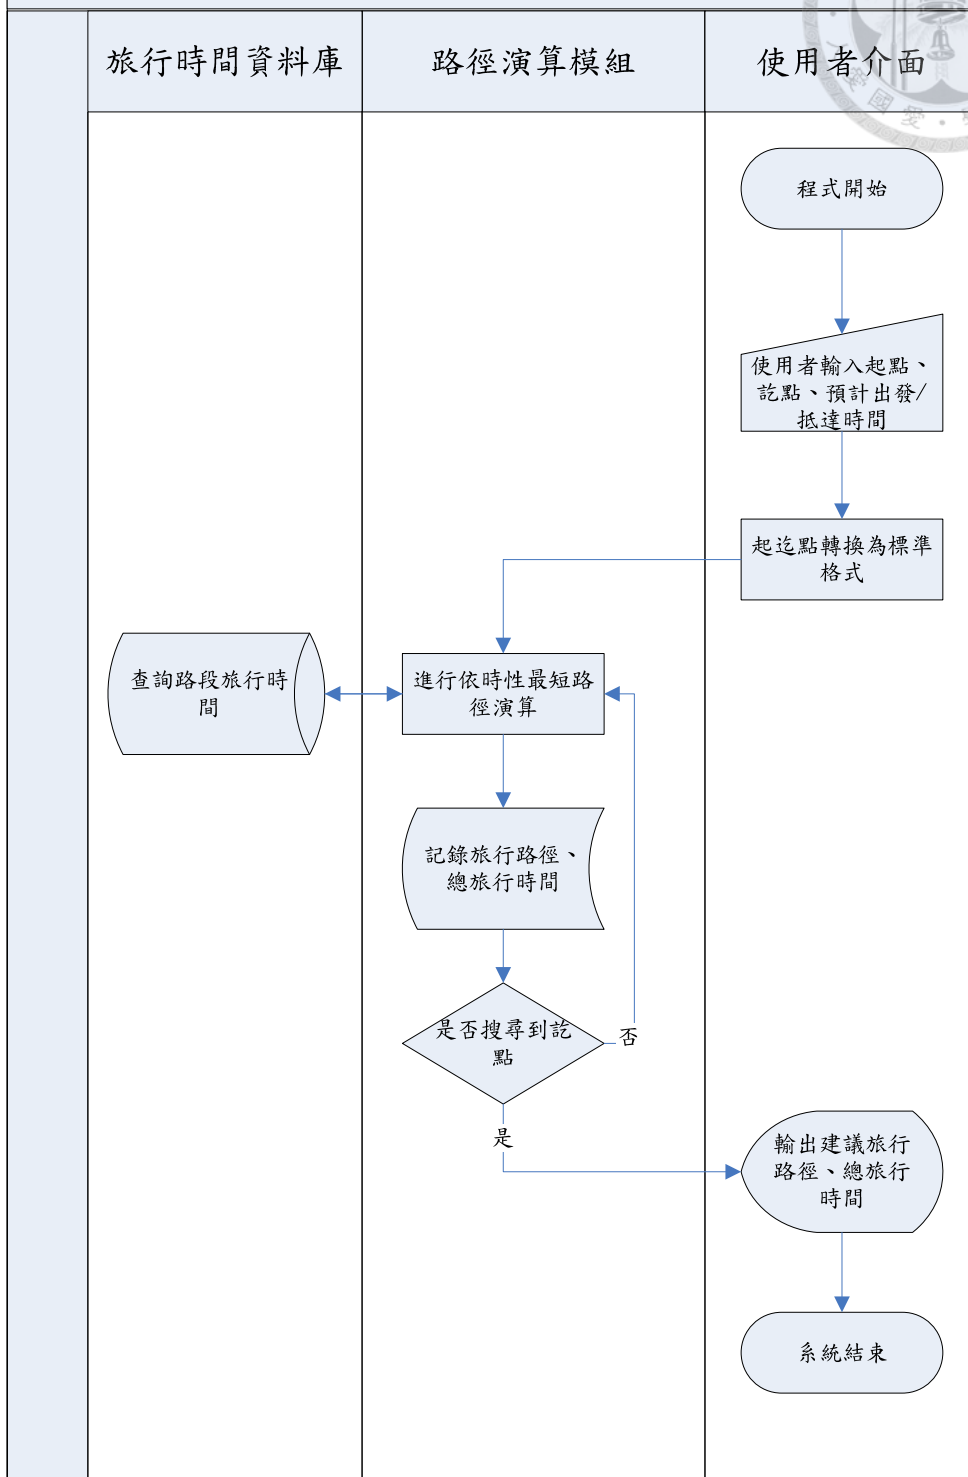 旅行時間資料庫
路徑演算模組
使用者介面
程式開始
使用者輸入起點、
訖點、預計出發/
抵達時間
起迄點轉換為標準
格式
查詢路段旅行時
間
進行依時性最短路
徑演算
記錄旅行路徑、
總旅行時間
是否搜尋到訖
點
否
是
輸出建議旅行
路徑、總旅行
時間
系統結束
愛國愛